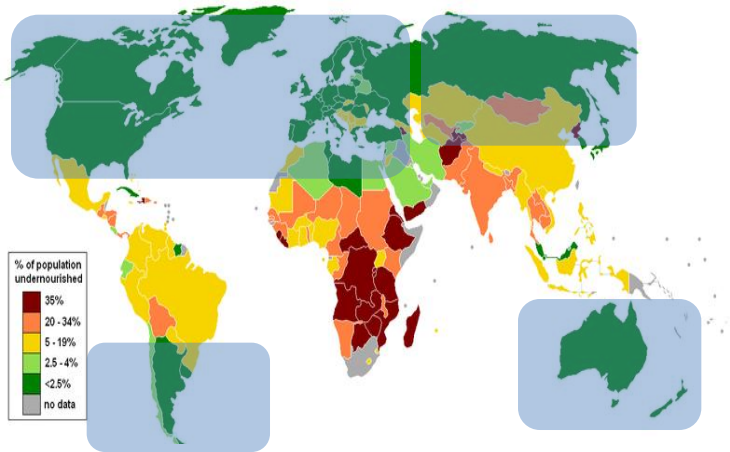 % of population
undernourished
35%
20 - 34%
5 - 19%
2.5 - 4%
<2.5%
no data